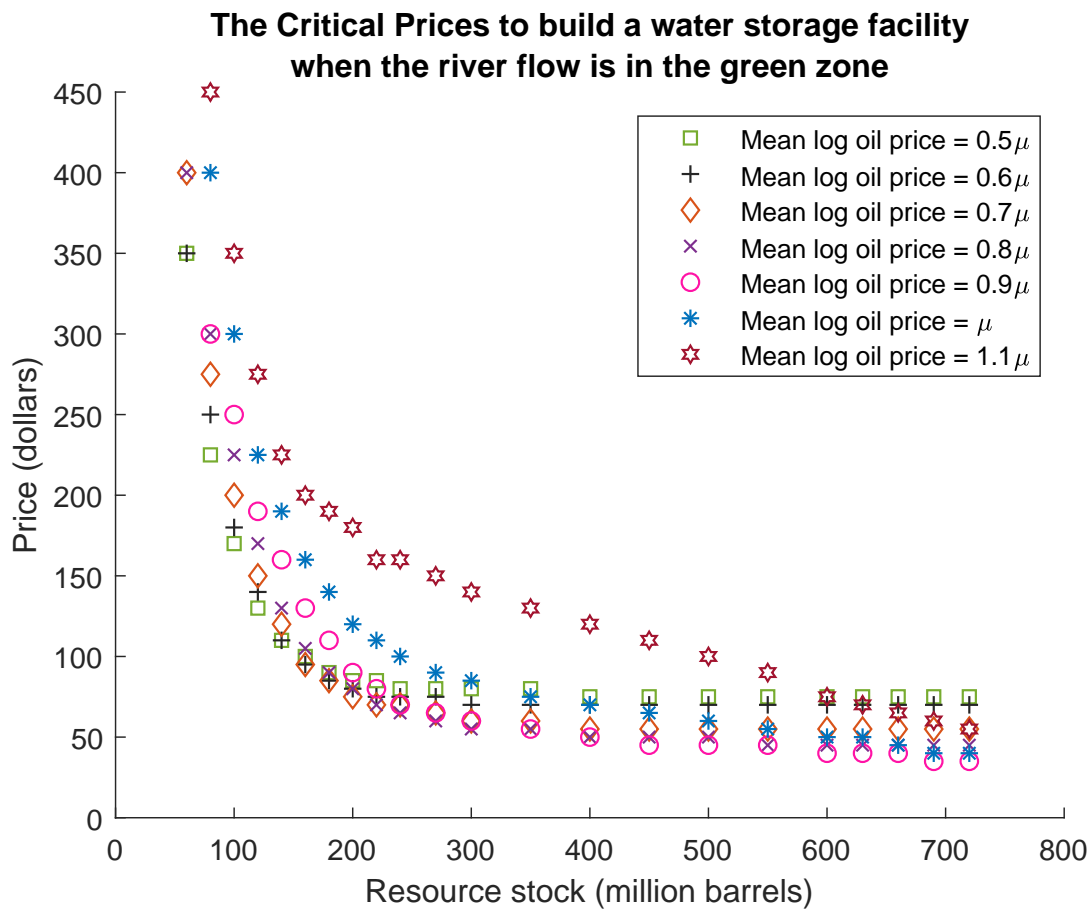 The Critical Prices to build a water storage facility
when the river flow is in the green zone
450
400
350
300
250
200
150
100
50
0
Price (dollars)
Mean log oil price = 0.5μ
Mean log oil price = 0.6μ
Mean log oil price = 0.7μ
Mean log oil price = 0.8μ
Mean log oil price = 0.9μ
Mean log oil price = μ
Mean log oil price = 1.1μ
0 100 200 300 400 500 600 700 800
Resource stock (million barrels)